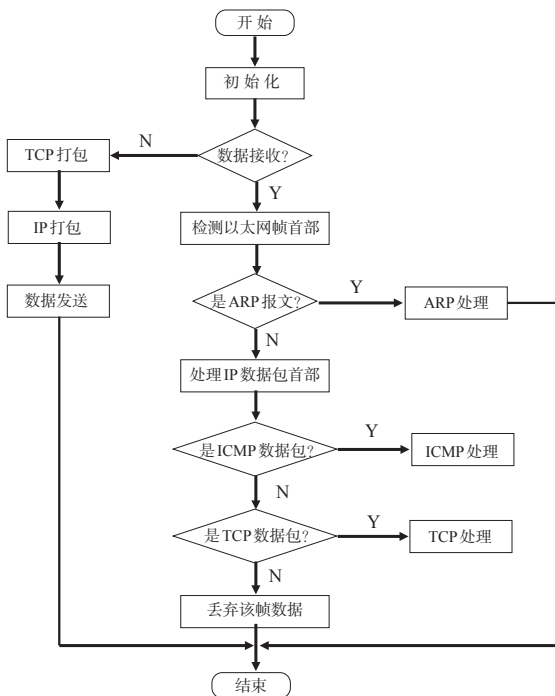 开 始
初 始 化
数据接收?
N
TCP打包
Y
IP打包
检测以太网帧首部
数据发送
是ARP报文?
Y
ARP处理
N
处理IP数据包首部
是ICMP数据包?
Y
ICMP处理
N
是TCP数据包?
Y
TCP处理
N
丢弃该帧数据
结束